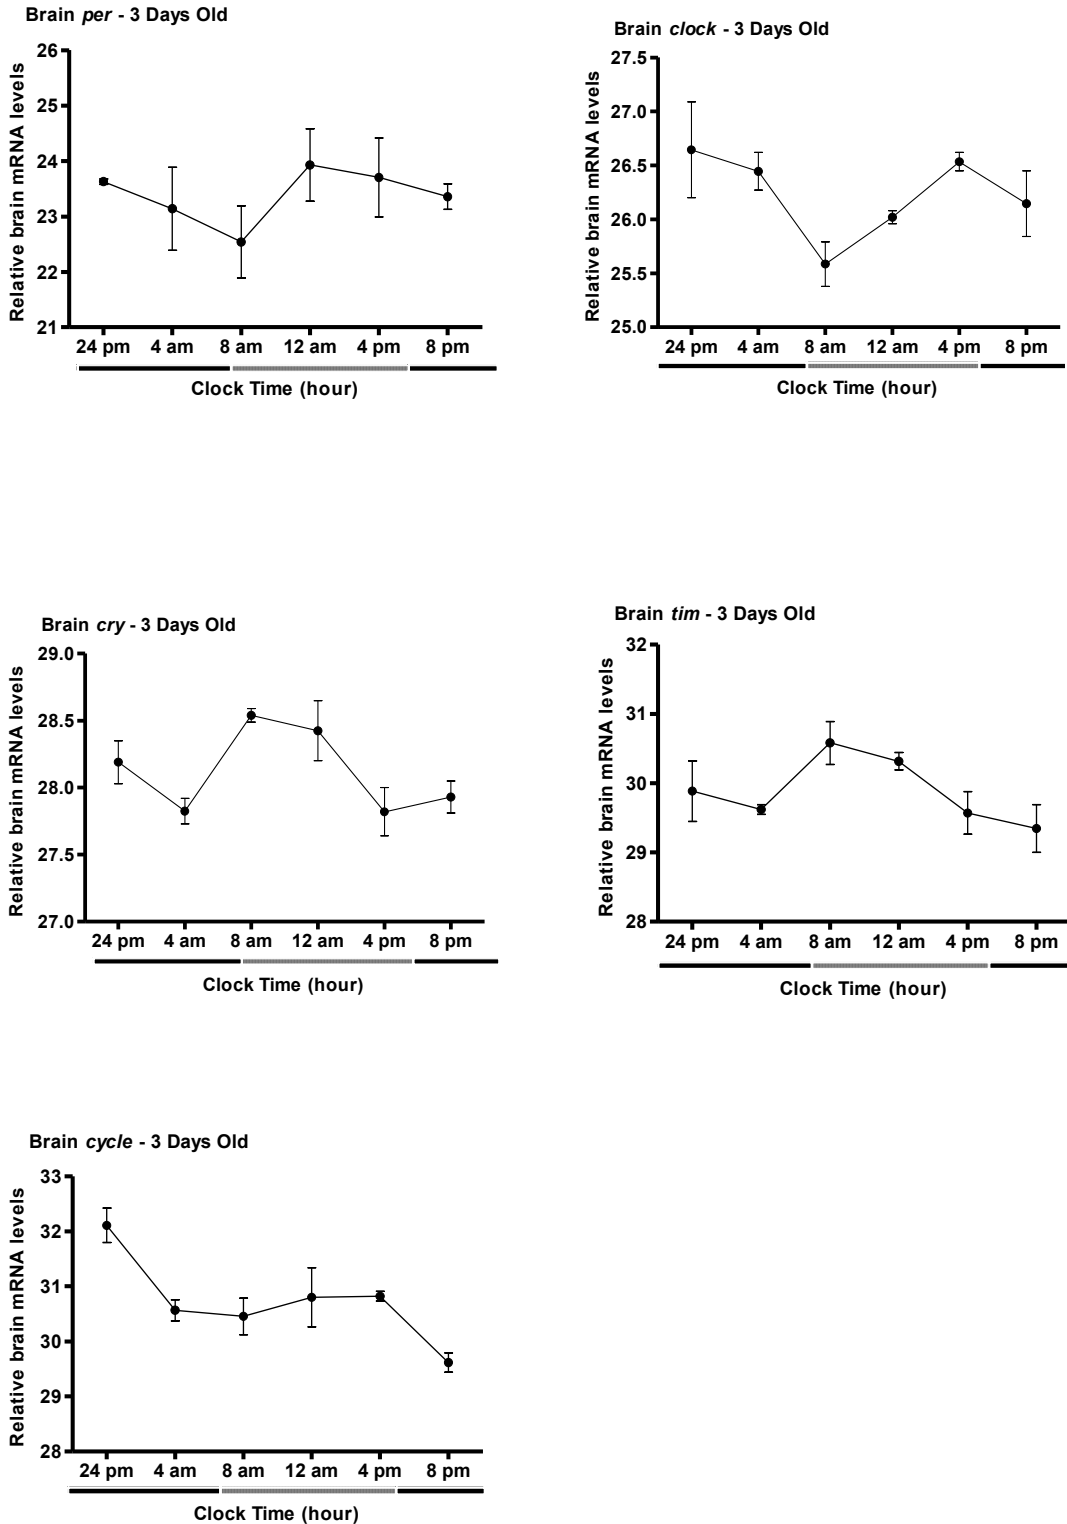 Brain per - 3 Days Old
Relative brain mRNA levels
26
25
24
23
22
21
24 pm 4 am 8 am 12 am 4 pm 8 pm
Clock Time (hour)
Brain clock - 3 Days Old
Relative brain mRNA levels
27.5
27.0
26.5
26.0
25.5
25.0
24 pm 4 am 8 am 12 am 4 pm 8 pm
Clock Time (hour)
Brain cry - 3 Days Old
Relative brain mRNA levels
29.0
28.5
28.0
27.5
27.0
24 pm 4 am 8 am 12 am 4 pm 8 pm
Clock Time (hour)
Brain tim - 3 Days Old
Relative brain mRNA levels
32
31
30
29
28
24 pm 4 am 8 am 12 am 4 pm 8 pm
Clock Time (hour)
Brain cycle - 3 Days Old
Relative brain mRNA levels
33
32
31
30
29
28
24 pm 4 am 8 am 12 am 4 pm 8 pm
Clock Time (hour)